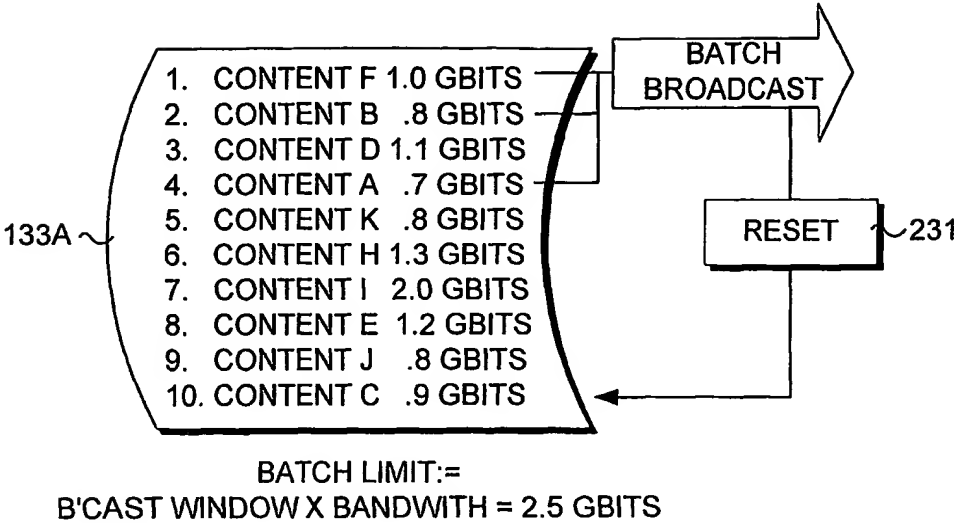 BATCH
BROADCAST
1. CONTENT F 1.0 GBITS
2. CONTENT B .8 GBITS
3. CONTENT D 1.1 GBITS
4. CONTENT A .7 GBITS
5. CONTENT K .8 GBITS
6. CONTENT H 1.3 GBITS
7. CONTENT I 2.0 GBITS
8. CONTENT E 1.2 GBITS
9. CONTENT J .8 GBITS
10. CONTENT C .9 GBITS
133A
RESET
231
BATCH LIMIT:=
B'CAST WINDOW X BANDWITH = 2.5 GBITS